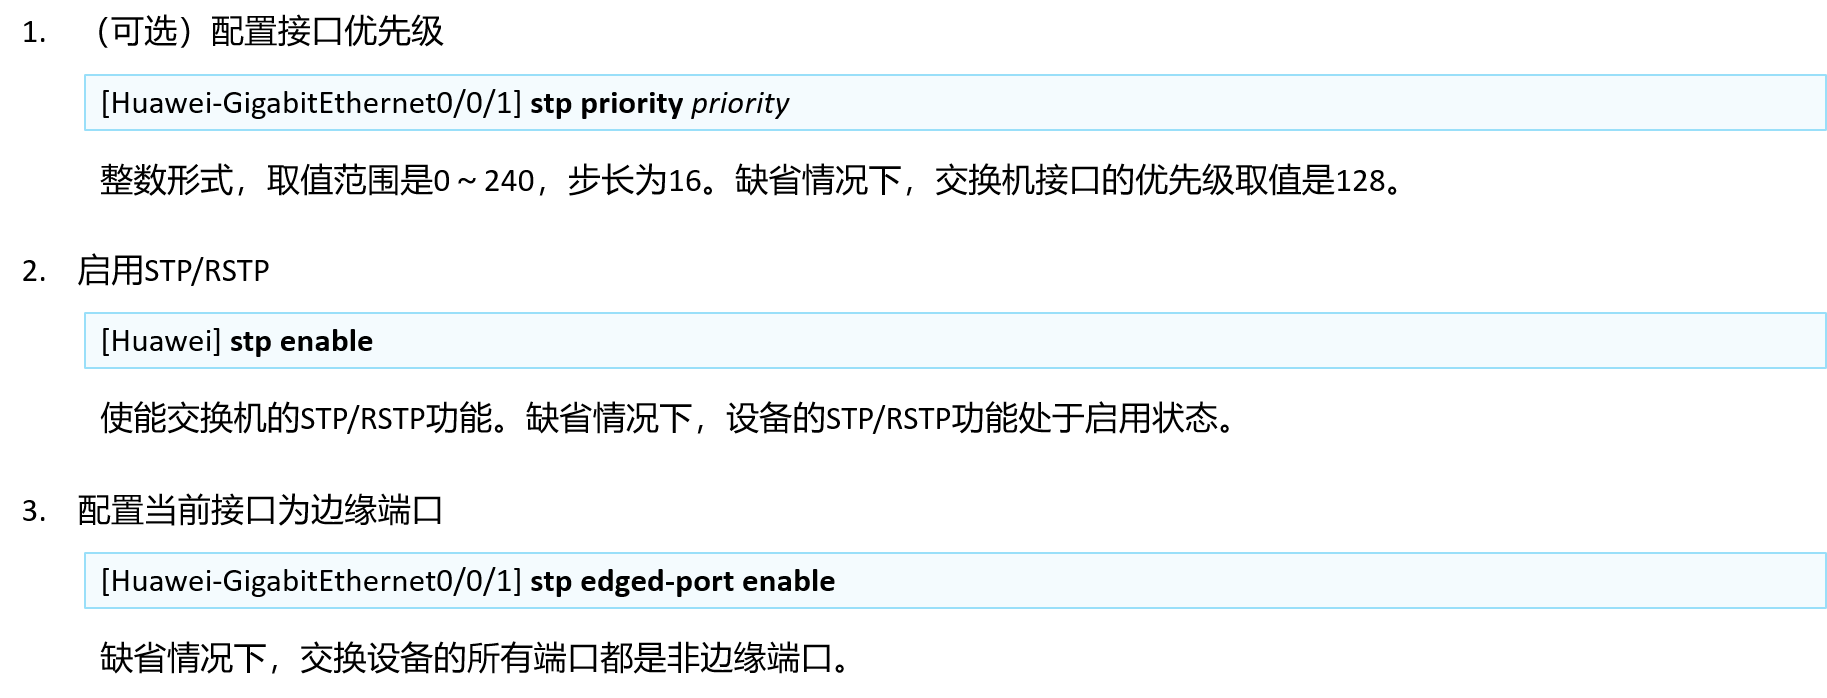 1. （可选）配置接口优先级
[Huawei-GigabitEthernet0/0/1] stp priority priority
整数形式，取值范围是0～240，步长为16。缺省情况下，交换机接口的优先级取值是128。
2. 启用STP/RSTP
[Huawei] stp enable
使能交换机的STP/RSTP功能。缺省情况下，设备的STP/RSTP功能处于启用状态。
3. 配置当前接口为边缘端口
[Huawei-GigabitEthernet0/0/1] stp edged-port enable
缺省情况下，交换设备的所有端口都是非边缘端口。